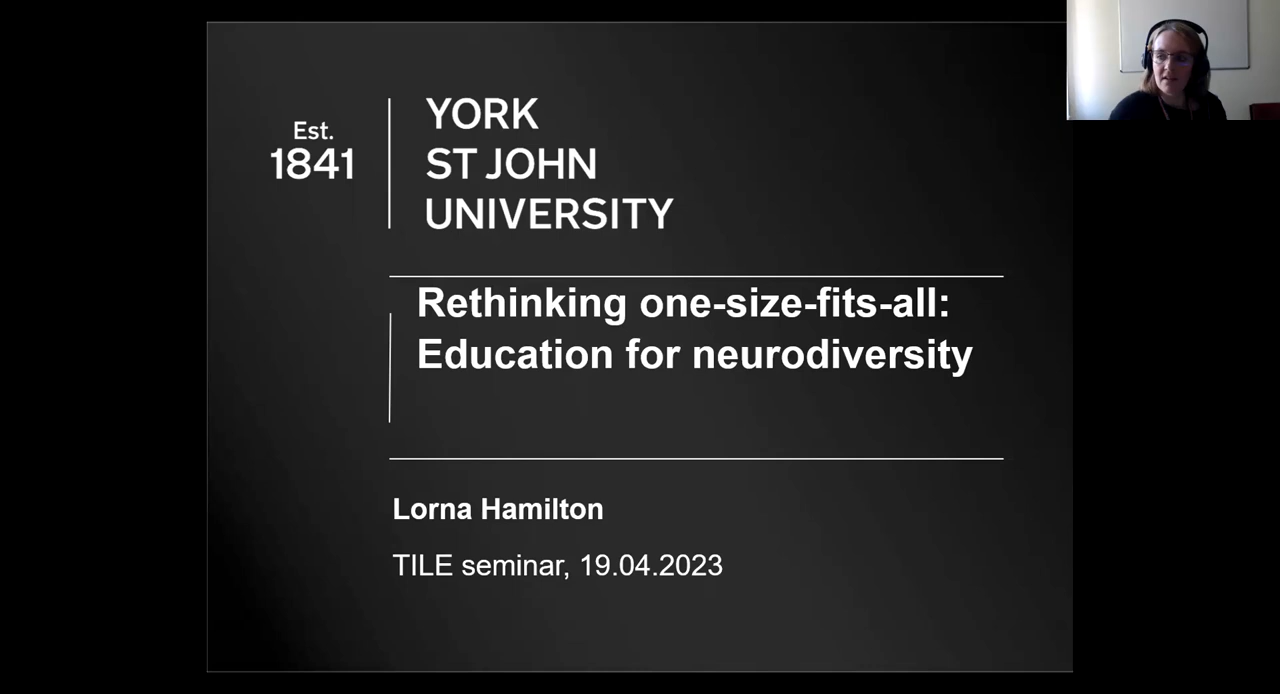 Est.
1841
YORK
ST JOHN
UNIVERSITY
Rethinking one-size-fits-all:
Education for neurodiversity
Lorna Hamilton
TILE seminar, 19.04.2023